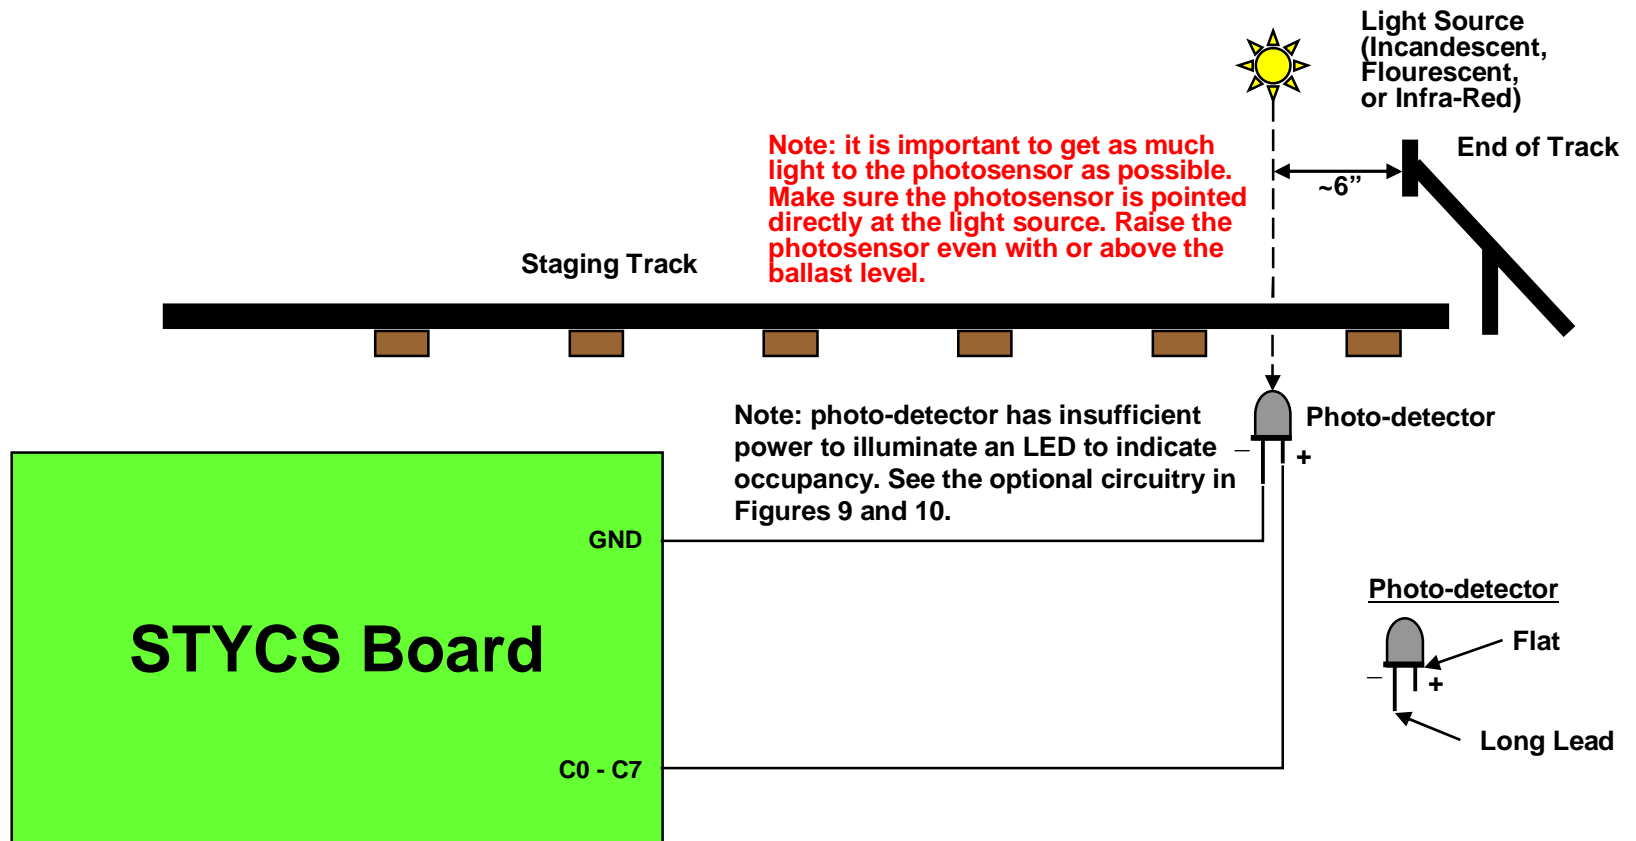 Light Source
(Incandescent,
Flourescent,
or Infra-Red)
End of Track
~6”
Note: it is important to get as much
light to the photosensor as possible.
Make sure the photosensor is pointed
directly at the light source. Raise the
photosensor even with or above the
ballast level.
Staging Track
Note: photo-detector has insufficient
power to illuminate an LED to indicate
occupancy. See the optional circuitry in
Figures 9 and 10.
Photo-detector
– +
GND
STYCS Board
C0 - C7
Photo-detector
Flat
– +
Long Lead